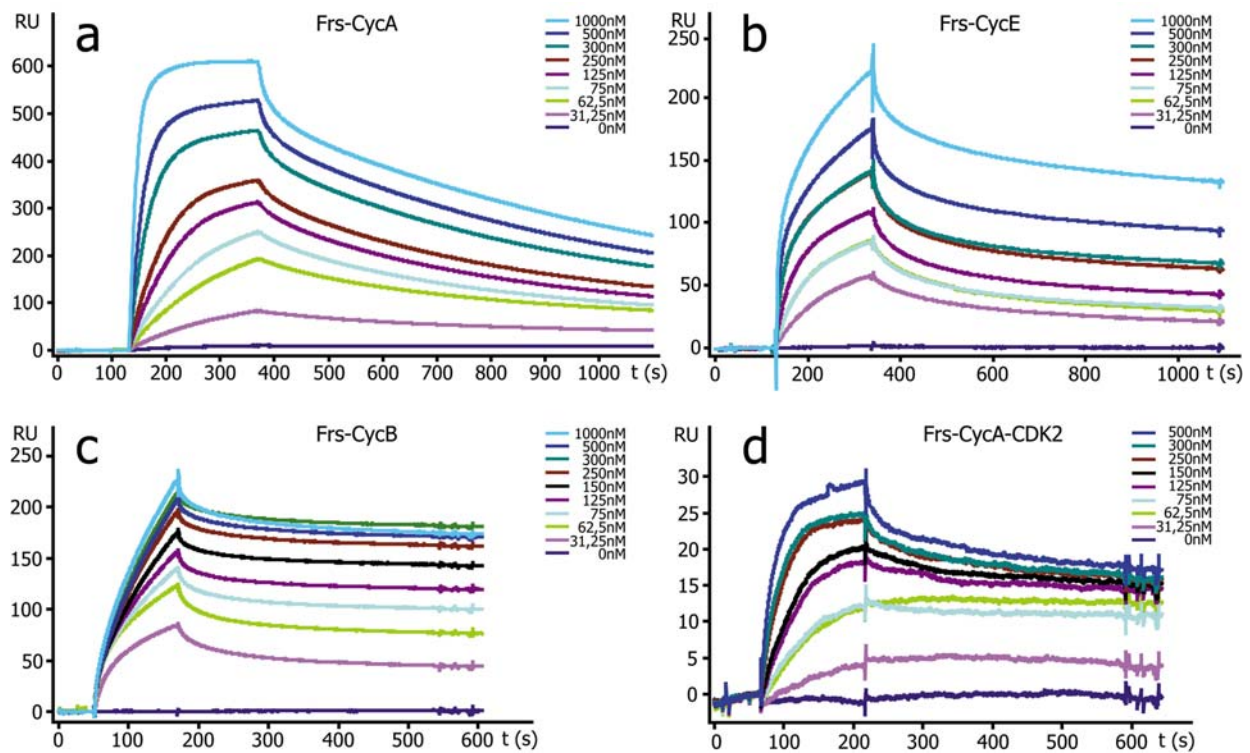 a
Frs-CycA
RU
600
500
400
300
200
100
0
0 100 200 300 400 500 600 700 800 900 1000 t (s)
1000nM
500nM
300nM
250nM
125nM
75nM
62,5nM
31,25nM
0nM
b
Frs-CycE
RU
250
200
150
100
50
0
0 200 400 600 800 1000 t (s)
1000nM
500nM
300nM
250nM
125nM
75nM
62,5nM
31,25nM
0nM
c
Frs-CycB
RU
250
200
150
100
50
0
0 100 200 300 400 500 600 t (s)
1000nM
500nM
300nM
250nM
150nM
125nM
75nM
62,5nM
31,25nM
0nM
d
Frs-CycA-CDK2
RU
30
25
20
15
10
5
0
0 100 200 300 400 500 600 t (s)
500nM
300nM
250nM
150nM
125nM
75nM
62,5nM
31,25nM
0nM